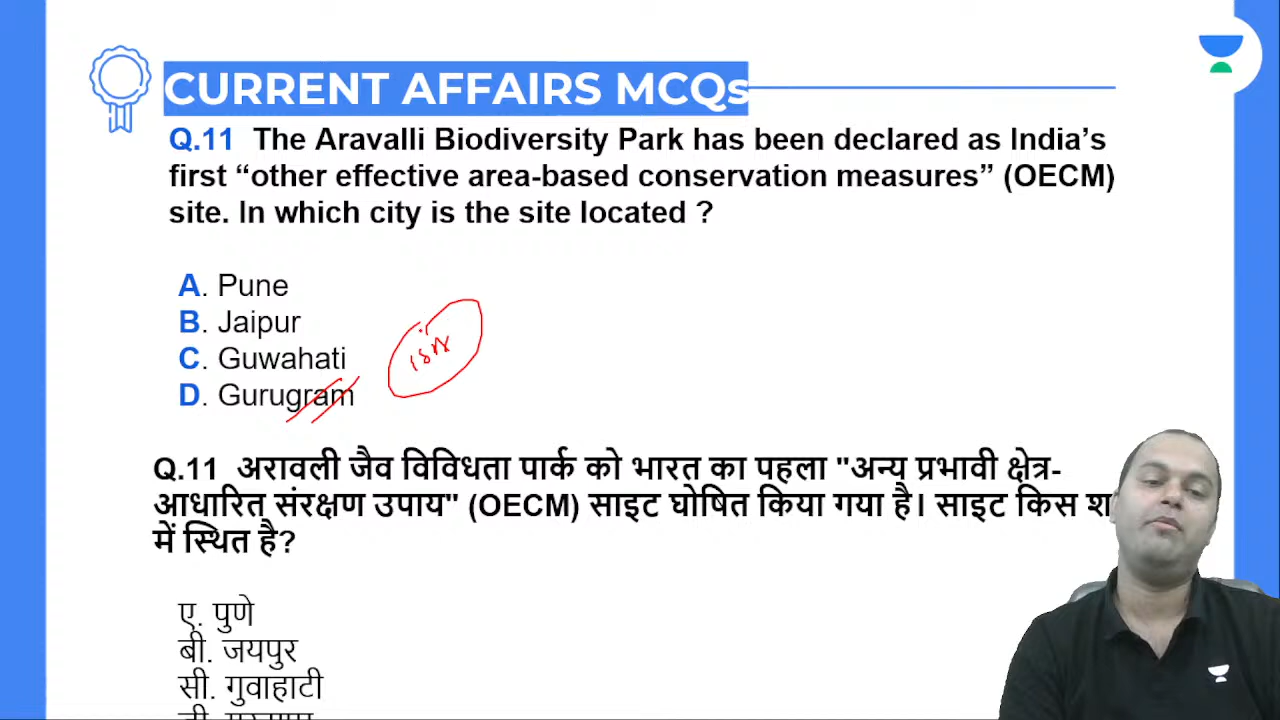 CURRENT AFFAIRS MCQs
Q.11 The Aravalli Biodiversity Park has been declared as India's
first “other effective area-based conservation measures” (OECM)
site. In which city is the site located ?
A. Pune
B. Jaipur
C. Guwahati
D. Gurugram
Q.11 अरावली जैव विविधता पार्क को भारत का पहला "अन्य प्रभावी क्षेत्र-
आधारित संरक्षण उपाय" (OECM) साइट घोषित किया गया है। साइट किस श
में स्थित है?
ए. पुणे
बी. जयपुर
सी. गुवाहाटी